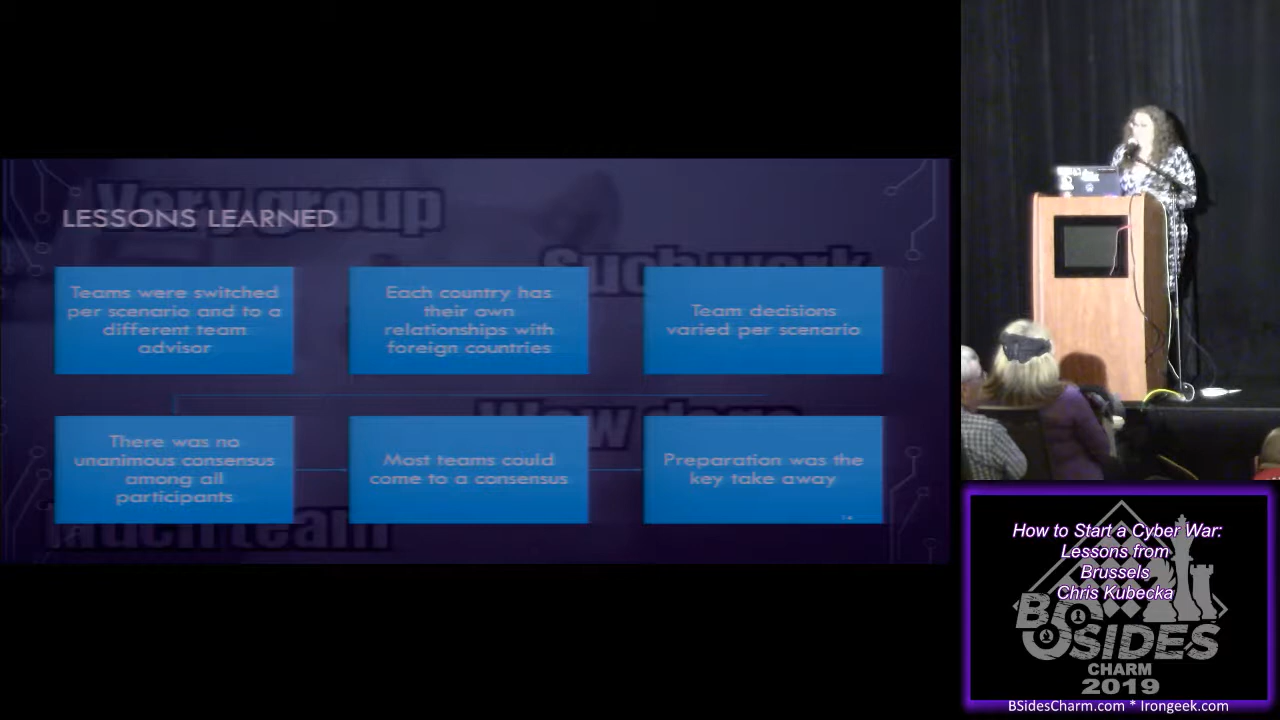 Very group
LESSONS LEARNED
Such work
Teams were switched
per scenario and to a
different team
advisor
Each country has
their own
relationships with
foreign countries
Team decisions
varied per scenario
Wow doge
There was no
unanimous consensus
among all
participants
Most teams could
come to a consensus
Preparation was the
key take away
14
Much team
How to Start a Cyber War:
Lessons from
Brussels
Chris Kubecka
BSIDES
CHARM
2019
BSidesCharm.com * Irongeek.com